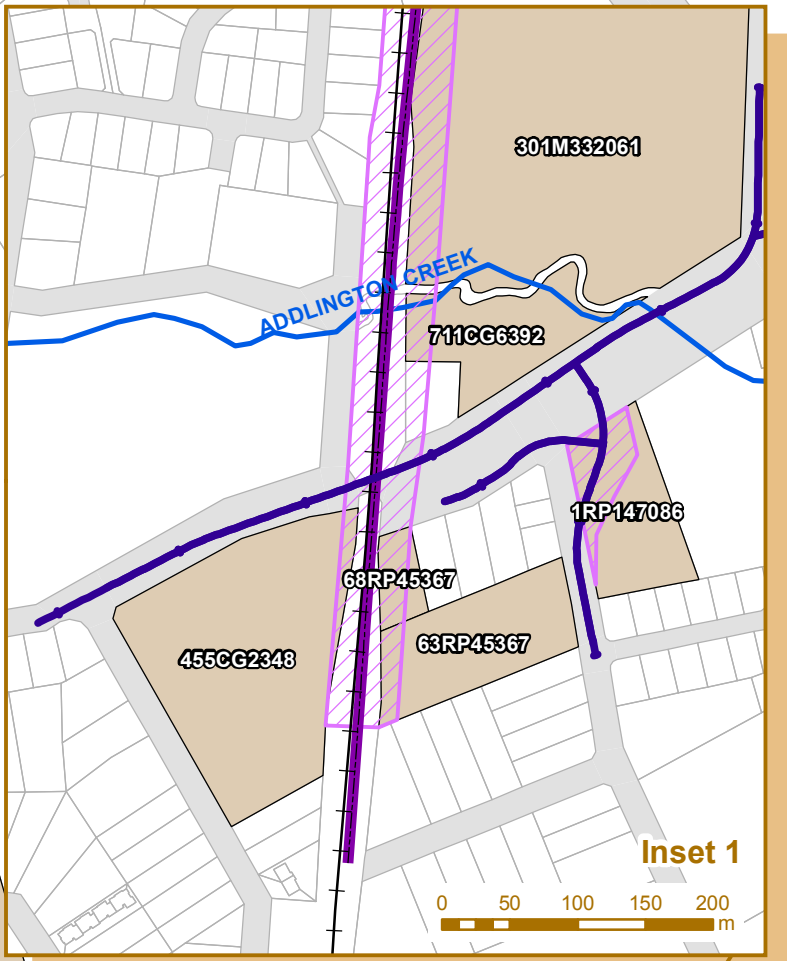 301M332061
ADDLINGTON CREEK
711CG6392
1RP147086
68RP45367
63RP45367
455CG2348
Inset 1
0 50 100 150 200
m